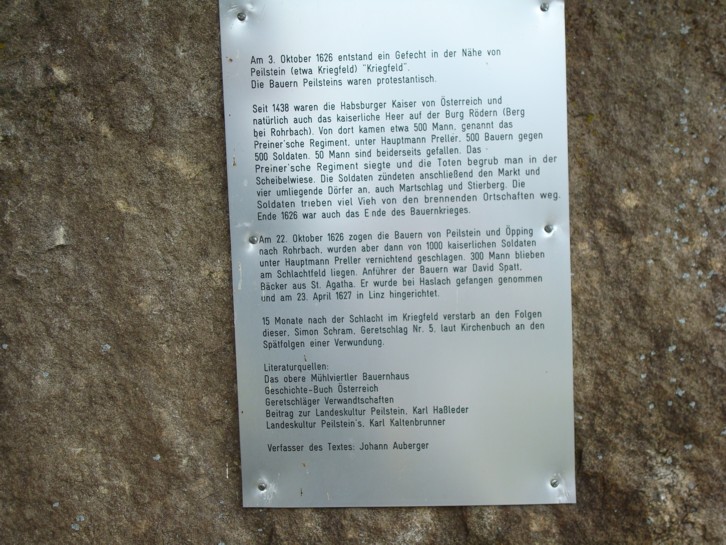 Am 3. Oktober 1626 entstand ein Gefecht in der Nähe von
Peilstein (etwa Kriegfeld) "Kriegfeld".
Die Bauern Peilsteins waren protestantisch.
Seit 1438 waren die Habsburger Kaiser von Österreich und
natürlich auch das kaiserliche Heer auf der Burg Rödern (Berg
bei Rohrbach). Von dort kamen etwa 500 Mann, genannt das
Preiner'sche Regiment, unter Hauptmann Preller, 500 Bauern gegen
500 Soldaten. 50 Mann sind beiderseits gefallen. Das
Preiner'sche Regiment siegte und die Toten begrub man in der
Scheibelwiese. Die Soldaten zündeten anschließend den Markt und
vier umliegende Dörfer an, auch Martschlag und Stierberg. Die
Soldaten trieben viel Vieh von den brennenden Ortschaften weg.
Ende 1626 war auch das Ende des Bauernkrieges.
Am 22. Oktober 1626 zogen die Bauern von Peilstein und Öpping
nach Rohrbach, wurden aber dann von 1000 kaiserlichen Soldaten
unter Hauptmann Preller vernichtend geschlagen. 300 Mann blieben
am Schlachtfeld liegen. Anführer der Bauern war David Spatt,
Bäcker aus St. Agatha. Er wurde bei Haslach gefangen genommen
und am 23. April 1627 in Linz hingerichtet.
15 Monate nach der Schlacht im Kriegfeld verstarb an den Folgen
dieser, Simon Schram, Geretschlag Nr. 5, laut Kirchenbuch an den
Spätfolgen einer Verwundung.
Literaturquellen:
Das obere Mühlviertler Bauernhaus
Geschichte-Buch Österreich
Geretschläger Verwandtschaften
Beitrag zur Landeskultur Peilstein, Karl Haßleder
Landeskultur Peilstein's, Karl Kaltenbrunner
Verfasser des Textes: Johann Auberger